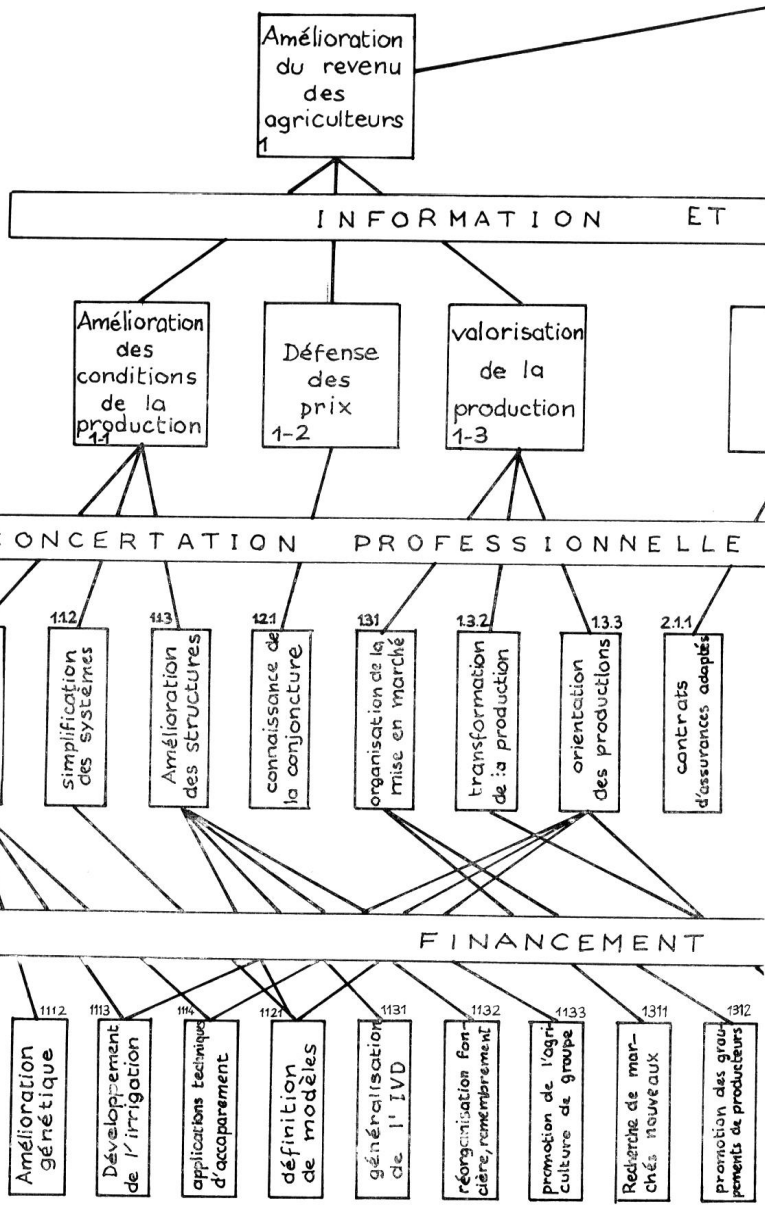 Amélioration
du revenu
des
agriculteurs
1
INFORMATION ET
Amélioration
des
conditions
de la
production
1-1
Défense
des
prix
1-2
valorisation
de la
production
1-3
CONCERTATION PROFESSIONNELLE
1.1.2
simplification
des systèmes
1.1.3
Amélioration
des structures
1.2.1
connaissance de
la conjoncture
1.3.1
organisation de la
mise en marché
1.3.2
transformation
de la production
1.3.3
orientation
des productions
2.1.1
contrats
d'assurances adaptés
FINANCEMENT
1112
Amélioration
génétique
1113
Développement
de l'irrigation
1114
applications techniques
d'accaparement
1121
définition
de modèles
1131
généralisation
de l'IVD
1132
réorganisation fon-
cière, remembrement
1133
promotion de l'agri-
culture de groupe
1311
Recherche de mar-
chés nouveaux
1312
promotion des grou-
pements de producteurs